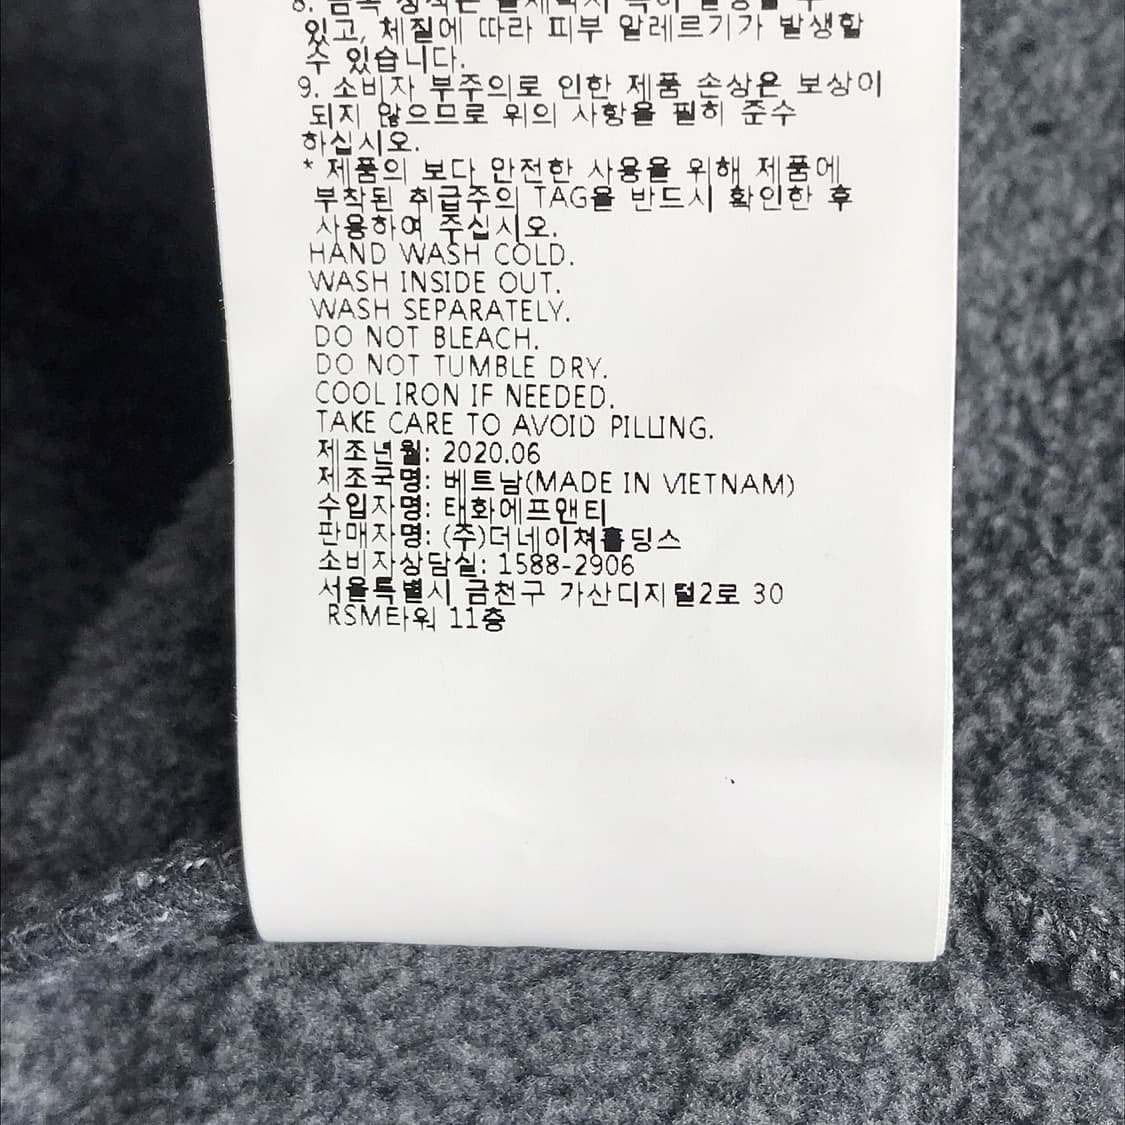 있고, 체질에 따라 피부 알레르기가 발생할
수 있습니다.
9. 소비자 부주의로 인한 제품 손상은 보상이
되지 않으므로 위의 사항을 필히 준수
하십시오.
* 제품의 보다 안전한 사용을 위해 제품에
부착된 취급주의 TAG을 반드시 확인한 후
사용하여 주십시오.
HAND WASH COLD.
WASH INSIDE OUT.
WASH SEPARATELY.
DO NOT BLEACH.
DO NOT TUMBLE DRY.
COOL IRON IF NEEDED.
TAKE CARE TO AVOID PILLING.
제조년월: 2020.06
제조국명: 베트남(MADE IN VIETNAM)
수입자명: 태화에프앤티
판매자명: (주)더네이쳐홀딩스
소비자상담실: 1588-2906
서울특별시 금천구 가산디지털2로 30
RSM타워 11층